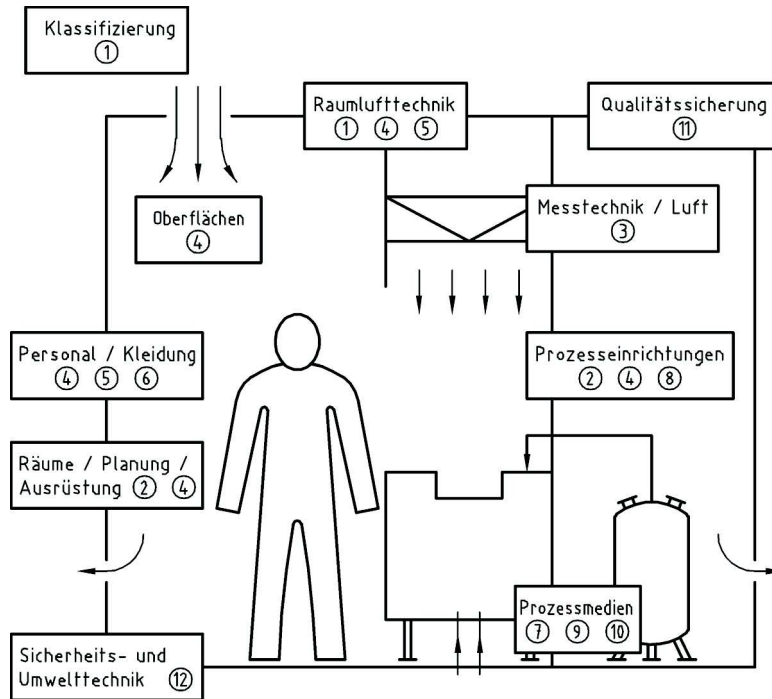 Klassifizierung
①
Raumlufttechnik
① ④ ⑤
Qualitätssicherung
⑪
Oberflächen
④
Messtechnik / Luft
③
Personal / Kleidung
④ ⑤ ⑥
Prozesseinrichtungen
② ④ ⑧
Räume / Planung /
Ausrüstung ② ④
Prozessmedien
⑦ ⑨ ⑩
Sicherheits- und
Umwelttechnik ⑫